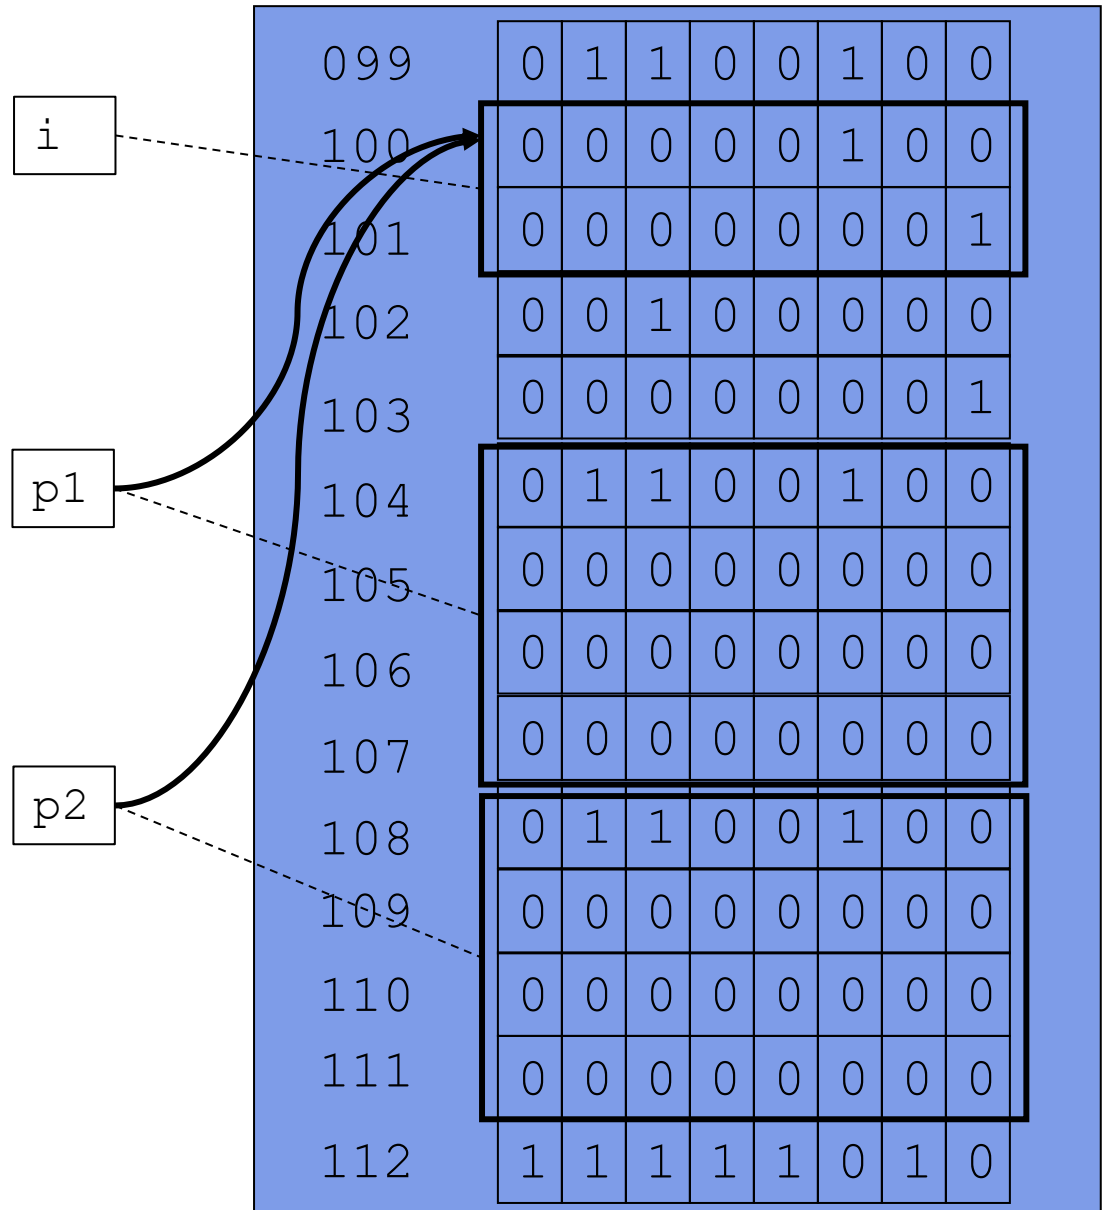 099 0 1 1 0 0 1 0 0
i
100 0 0 0 0 0 1 0 0
101 0 0 0 0 0 0 0 1
102 0 0 1 0 0 0 0 0
103 0 0 0 0 0 0 0 1
p1
104 0 1 1 0 0 1 0 0
105 0 0 0 0 0 0 0 0
106 0 0 0 0 0 0 0 0
107 0 0 0 0 0 0 0 0
p2
108 0 1 1 0 0 1 0 0
109 0 0 0 0 0 0 0 0
110 0 0 0 0 0 0 0 0
111 0 0 0 0 0 0 0 0
112 1 1 1 1 1 0 1 0